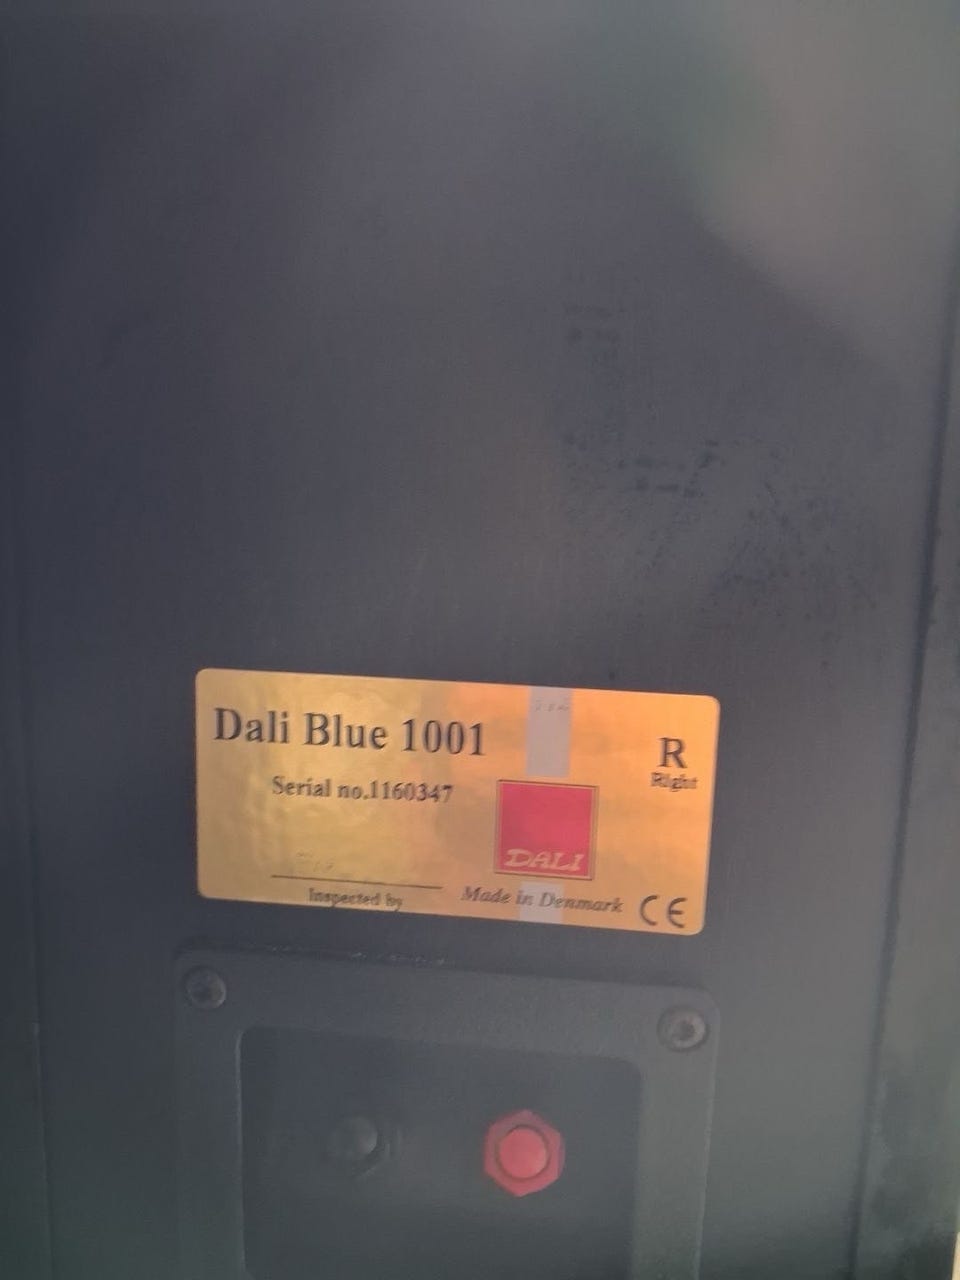 Dali Blue 1001
R
Right
Serial no.1160347
DALI
Inspected by
Made in Denmark
CE